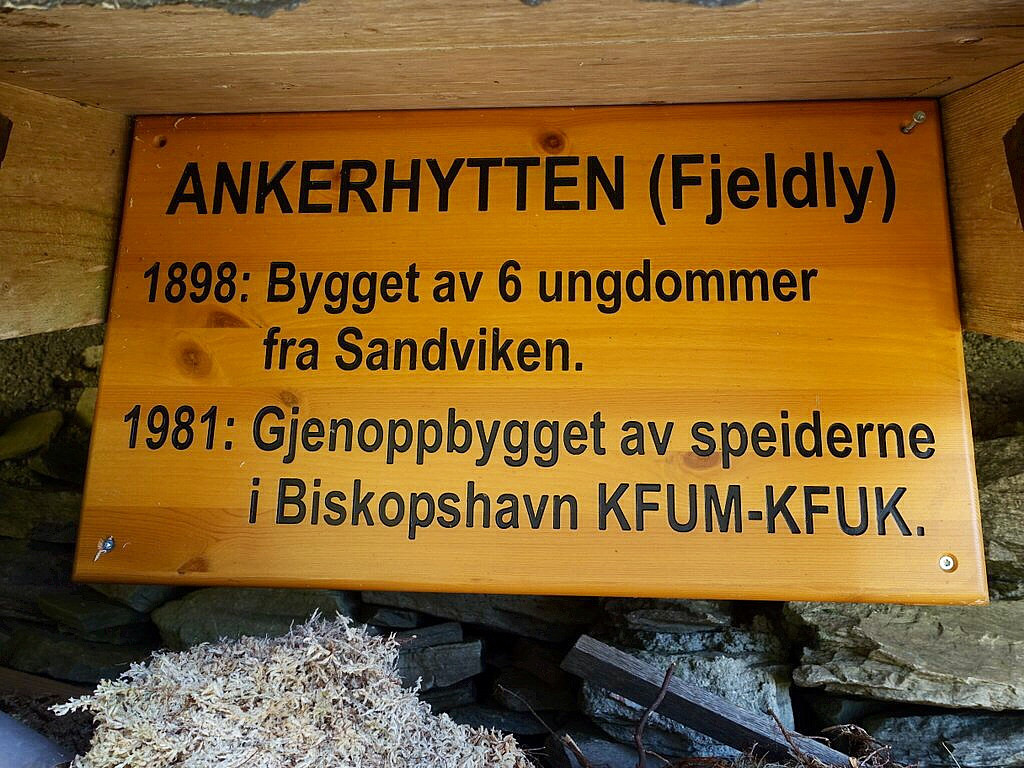 ANKERHYTTEN (Fjeldly)
1898: Bygget av 6 ungdommer
fra Sandviken.
1981: Gjenoppbygget av speiderne
i Biskopshavn KFUM-KFUK.